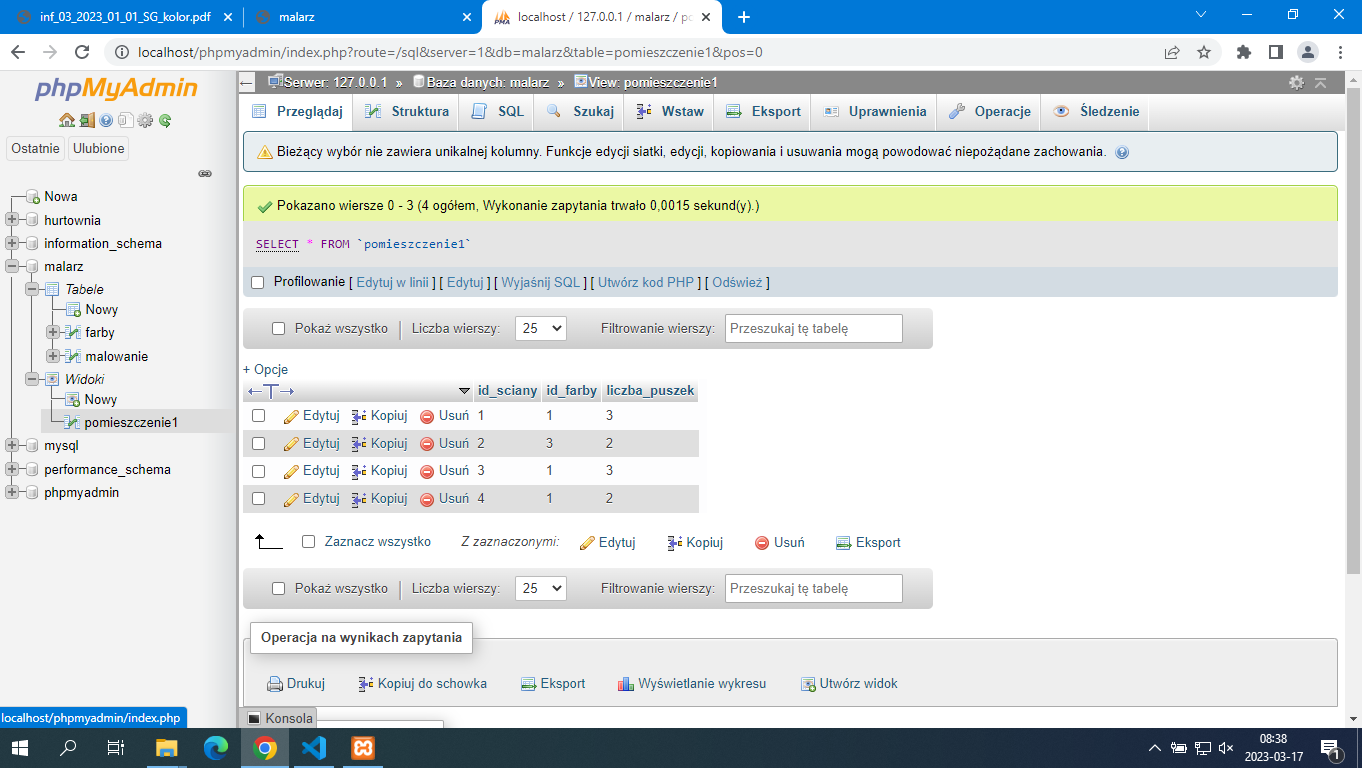 inf_03_2023_01_01_SG_kolor.pdf
malarz
localhost / 127.0.0.1 / malarz / po
localhost/phpmyadmin/index.php?route=/sql&server=1&db=malarz&table=pomieszczenie1&pos=0
phpMyAdmin
Ostatnie
Ulubione
Nowa
hurtownia
information_schema
malarz
Tabele
Nowy
farby
malowanie
Widoki
Nowy
pomieszczenie1
mysql
performance_schema
phpmyadmin
localhost/phpmyadmin/index.php
Serwer: 127.0.0.1 » Baza danych: malarz » View: pomieszczenie1
Przeglądaj Struktura SQL Szukaj Wstaw Eksport Uprawnienia Operacje Śledzenie
Bieżący wybór nie zawiera unikalnej kolumny. Funkcje edycji siatki, edycji, kopiowania i usuwania mogą powodować niepożądane zachowania.
Pokazano wiersze 0 - 3 (4 ogółem, Wykonanie zapytania trwało 0,0015 sekund(y).)
SELECT * FROM `pomieszczenie1`
Profilowanie [ Edytuj w linii ] [ Edytuj ] [ Wyjaśnij SQL ] [ Utwórz kod PHP ] [ Odśwież ]
Pokaż wszystko Liczba wierszy: 25 Filtrowanie wierszy: Przeszukaj tę tabelę
+ Opcje
←T→ id_sciany id_farby liczba_puszek
Edytuj Kopiuj Usuń 1 1 3
Edytuj Kopiuj Usuń 2 3 2
Edytuj Kopiuj Usuń 3 1 3
Edytuj Kopiuj Usuń 4 1 2
Zaznacz wszystko Z zaznaczonymi: Edytuj Kopiuj Usuń Eksport
Pokaż wszystko Liczba wierszy: 25 Filtrowanie wierszy: Przeszukaj tę tabelę
Operacja na wynikach zapytania
Drukuj Kopiuj do schowka Eksport Wyświetlanie wykresu Utwórz widok
Konsola
08:38
2023-03-17
1